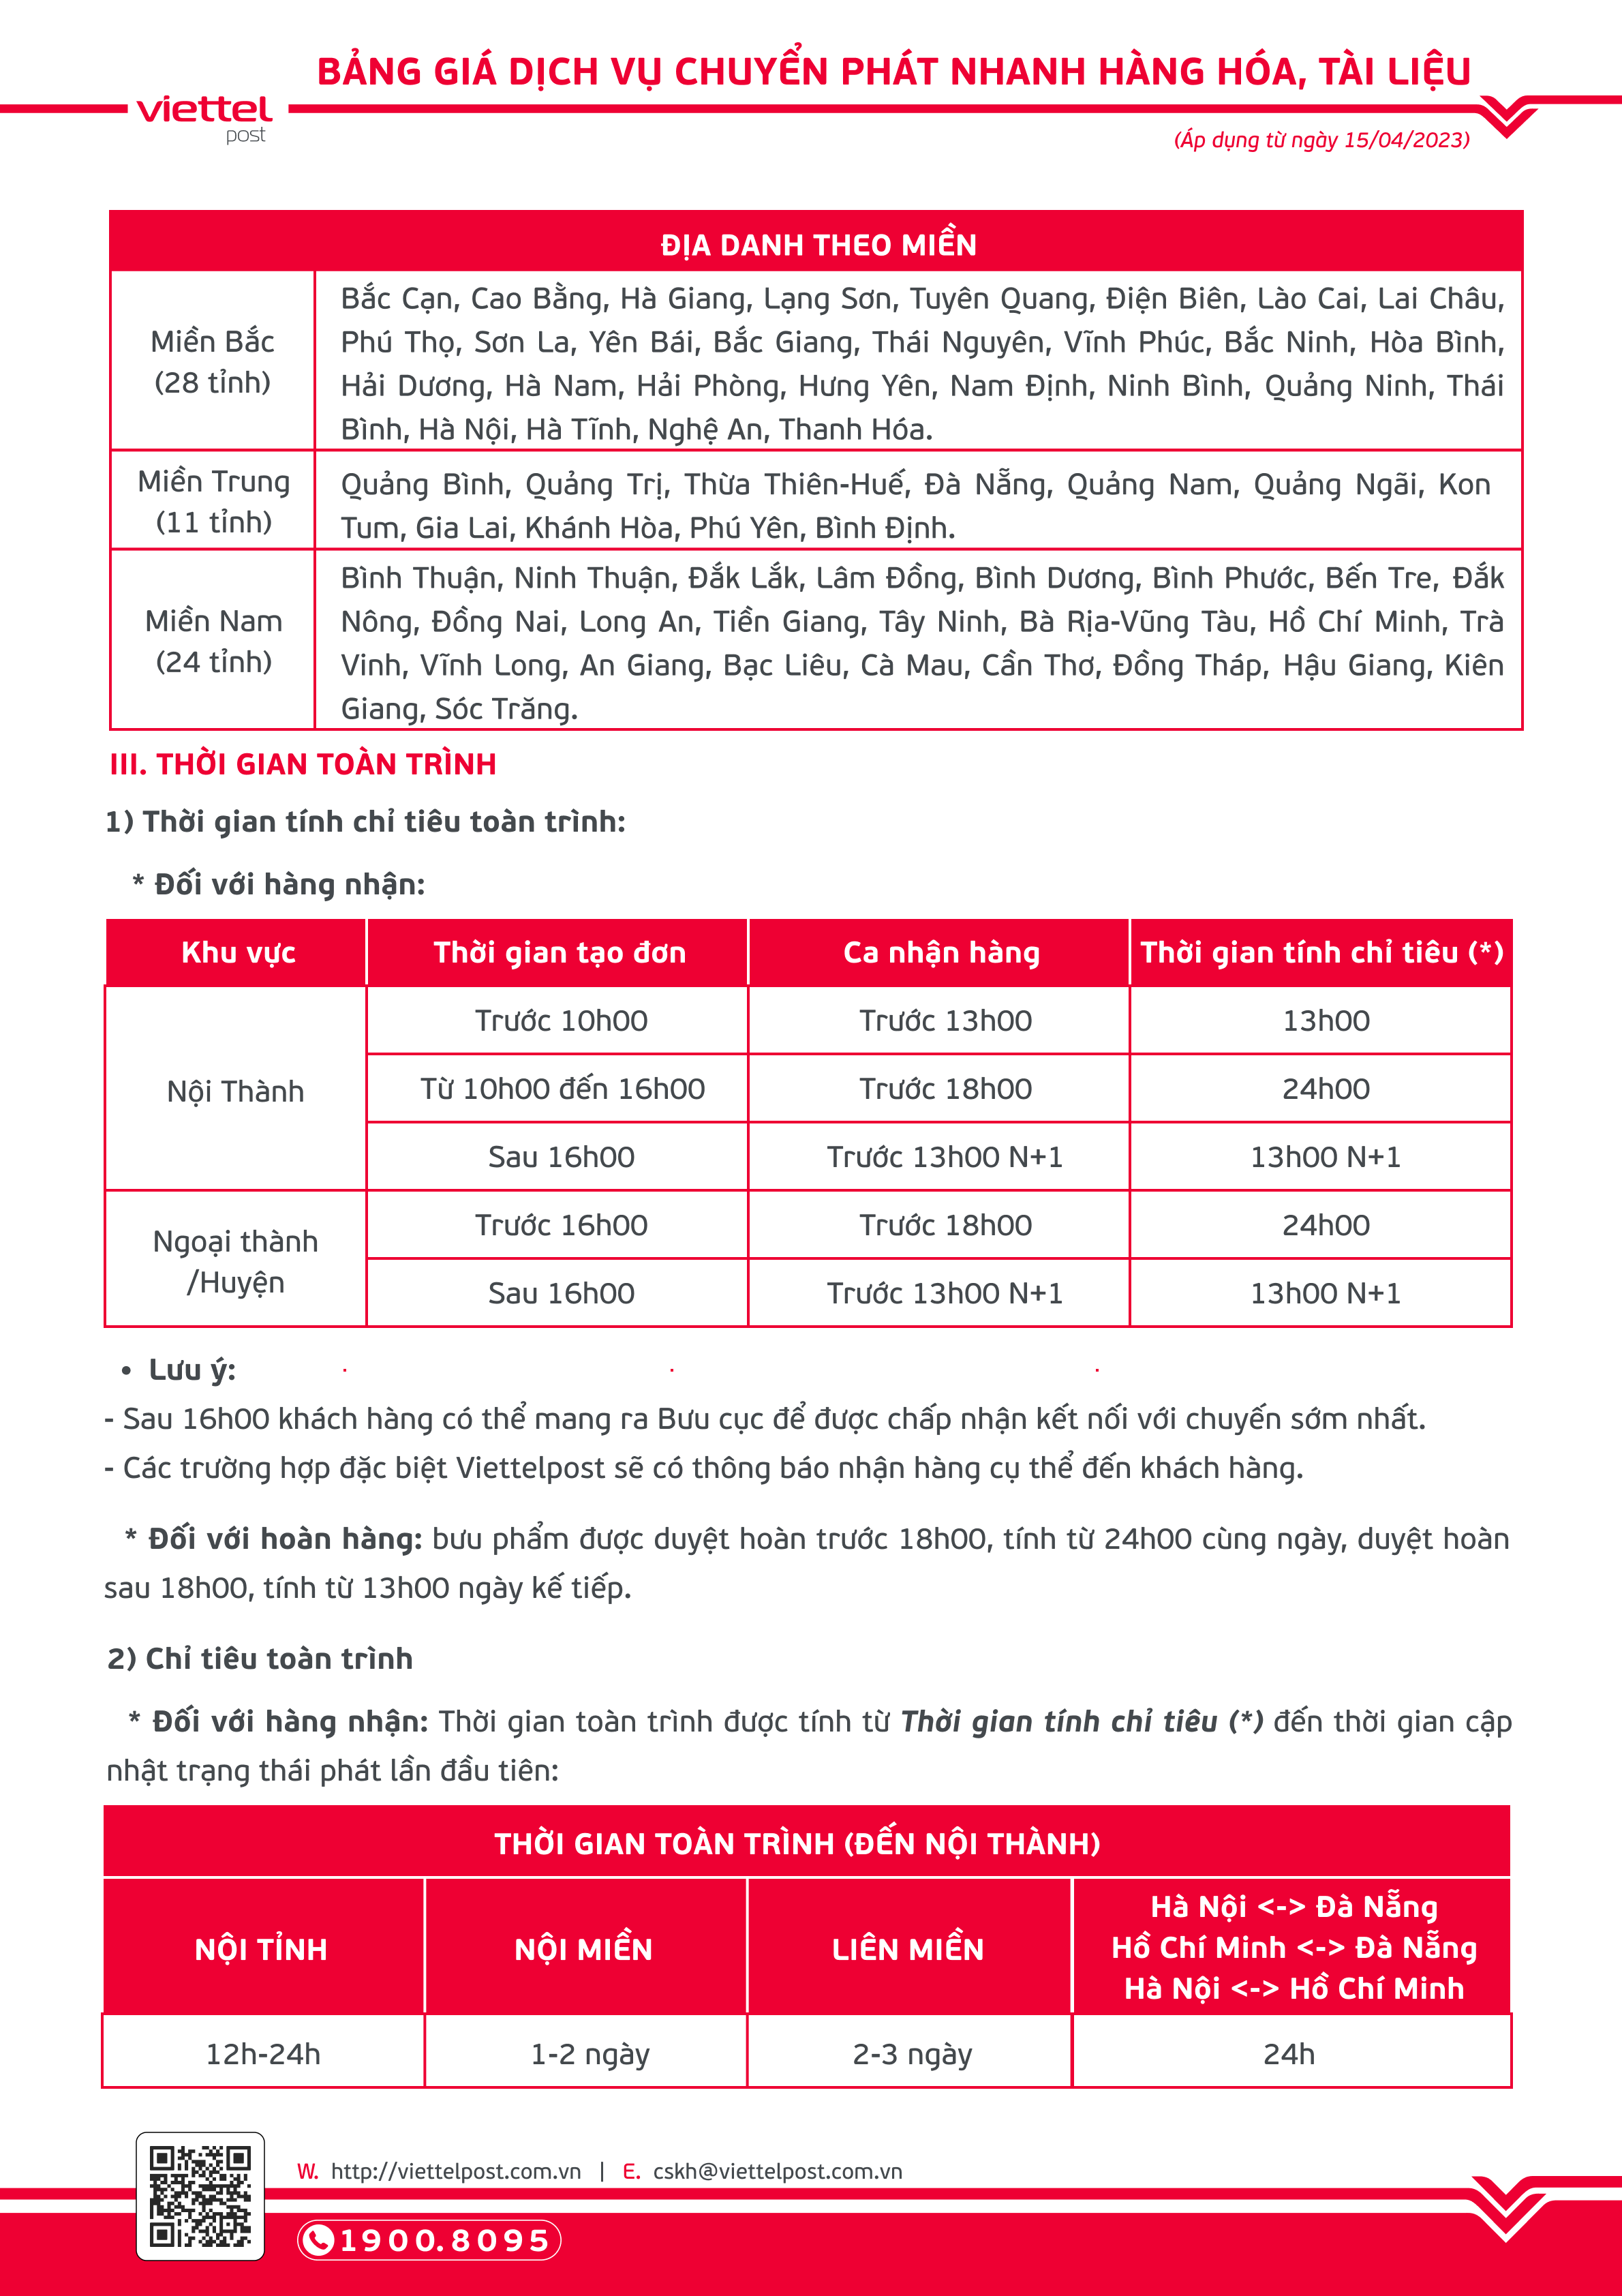 BẢNG GIÁ DỊCH VỤ CHUYỂN PHÁT NHANH HÀNG HÓA, TÀI LIỆU
viettel
post
(Áp dụng từ ngày 15/04/2023)
ĐỊA DANH THEO MIỀN
Miền Bắc
(28 tỉnh)
Bắc Cạn, Cao Bằng, Hà Giang, Lạng Sơn, Tuyên Quang, Điện Biên, Lào Cai, Lai Châu,
Phú Thọ, Sơn La, Yên Bái, Bắc Giang, Thái Nguyên, Vĩnh Phúc, Bắc Ninh, Hòa Bình,
Hải Dương, Hà Nam, Hải Phòng, Hưng Yên, Nam Định, Ninh Bình, Quảng Ninh, Thái
Bình, Hà Nội, Hà Tĩnh, Nghệ An, Thanh Hóa.
Miền Trung
(11 tỉnh)
Quảng Bình, Quảng Trị, Thừa Thiên-Huế, Đà Nẵng, Quảng Nam, Quảng Ngãi, Kon
Tum, Gia Lai, Khánh Hòa, Phú Yên, Bình Định.
Miền Nam
(24 tỉnh)
Bình Thuận, Ninh Thuận, Đắk Lắk, Lâm Đồng, Bình Dương, Bình Phước, Bến Tre, Đắk
Nông, Đồng Nai, Long An, Tiền Giang, Tây Ninh, Bà Rịa-Vũng Tàu, Hồ Chí Minh, Trà
Vinh, Vĩnh Long, An Giang, Bạc Liêu, Cà Mau, Cần Thơ, Đồng Tháp, Hậu Giang, Kiên
Giang, Sóc Trăng.
III. THỜI GIAN TOÀN TRÌNH
1) Thời gian tính chỉ tiêu toàn trình:
* Đối với hàng nhận:
Khu vực Thời gian tạo đơn Ca nhận hàng Thời gian tính chỉ tiêu (*)
Nội Thành
Trước 10h00 Trước 13h00 13h00
Từ 10h00 đến 16h00 Trước 18h00 24h00
Sau 16h00 Trước 13h00 N+1 13h00 N+1
Ngoại thành
/Huyện
Trước 16h00 Trước 18h00 24h00
Sau 16h00 Trước 13h00 N+1 13h00 N+1
• Lưu ý:
- Sau 16h00 khách hàng có thể mang ra Bưu cục để được chấp nhận kết nối với chuyến sớm nhất.
- Các trường hợp đặc biệt Viettelpost sẽ có thông báo nhận hàng cụ thể đến khách hàng.
* Đối với hoàn hàng: bưu phẩm được duyệt hoàn trước 18h00, tính từ 24h00 cùng ngày, duyệt hoàn
sau 18h00, tính từ 13h00 ngày kế tiếp.
2) Chỉ tiêu toàn trình
* Đối với hàng nhận: Thời gian toàn trình được tính từ Thời gian tính chỉ tiêu (*) đến thời gian cập
nhật trạng thái phát lần đầu tiên:
THỜI GIAN TOÀN TRÌNH (ĐẾN NỘI THÀNH)
NỘI TỈNH NỘI MIỀN LIÊN MIỀN
Hà Nội <-> Đà Nẵng
Hồ Chí Minh <-> Đà Nẵng
Hà Nội <-> Hồ Chí Minh
12h-24h 1-2 ngày 2-3 ngày 24h
W. http://viettelpost.com.vn | E. cskh@viettelpost.com.vn
1900.8095